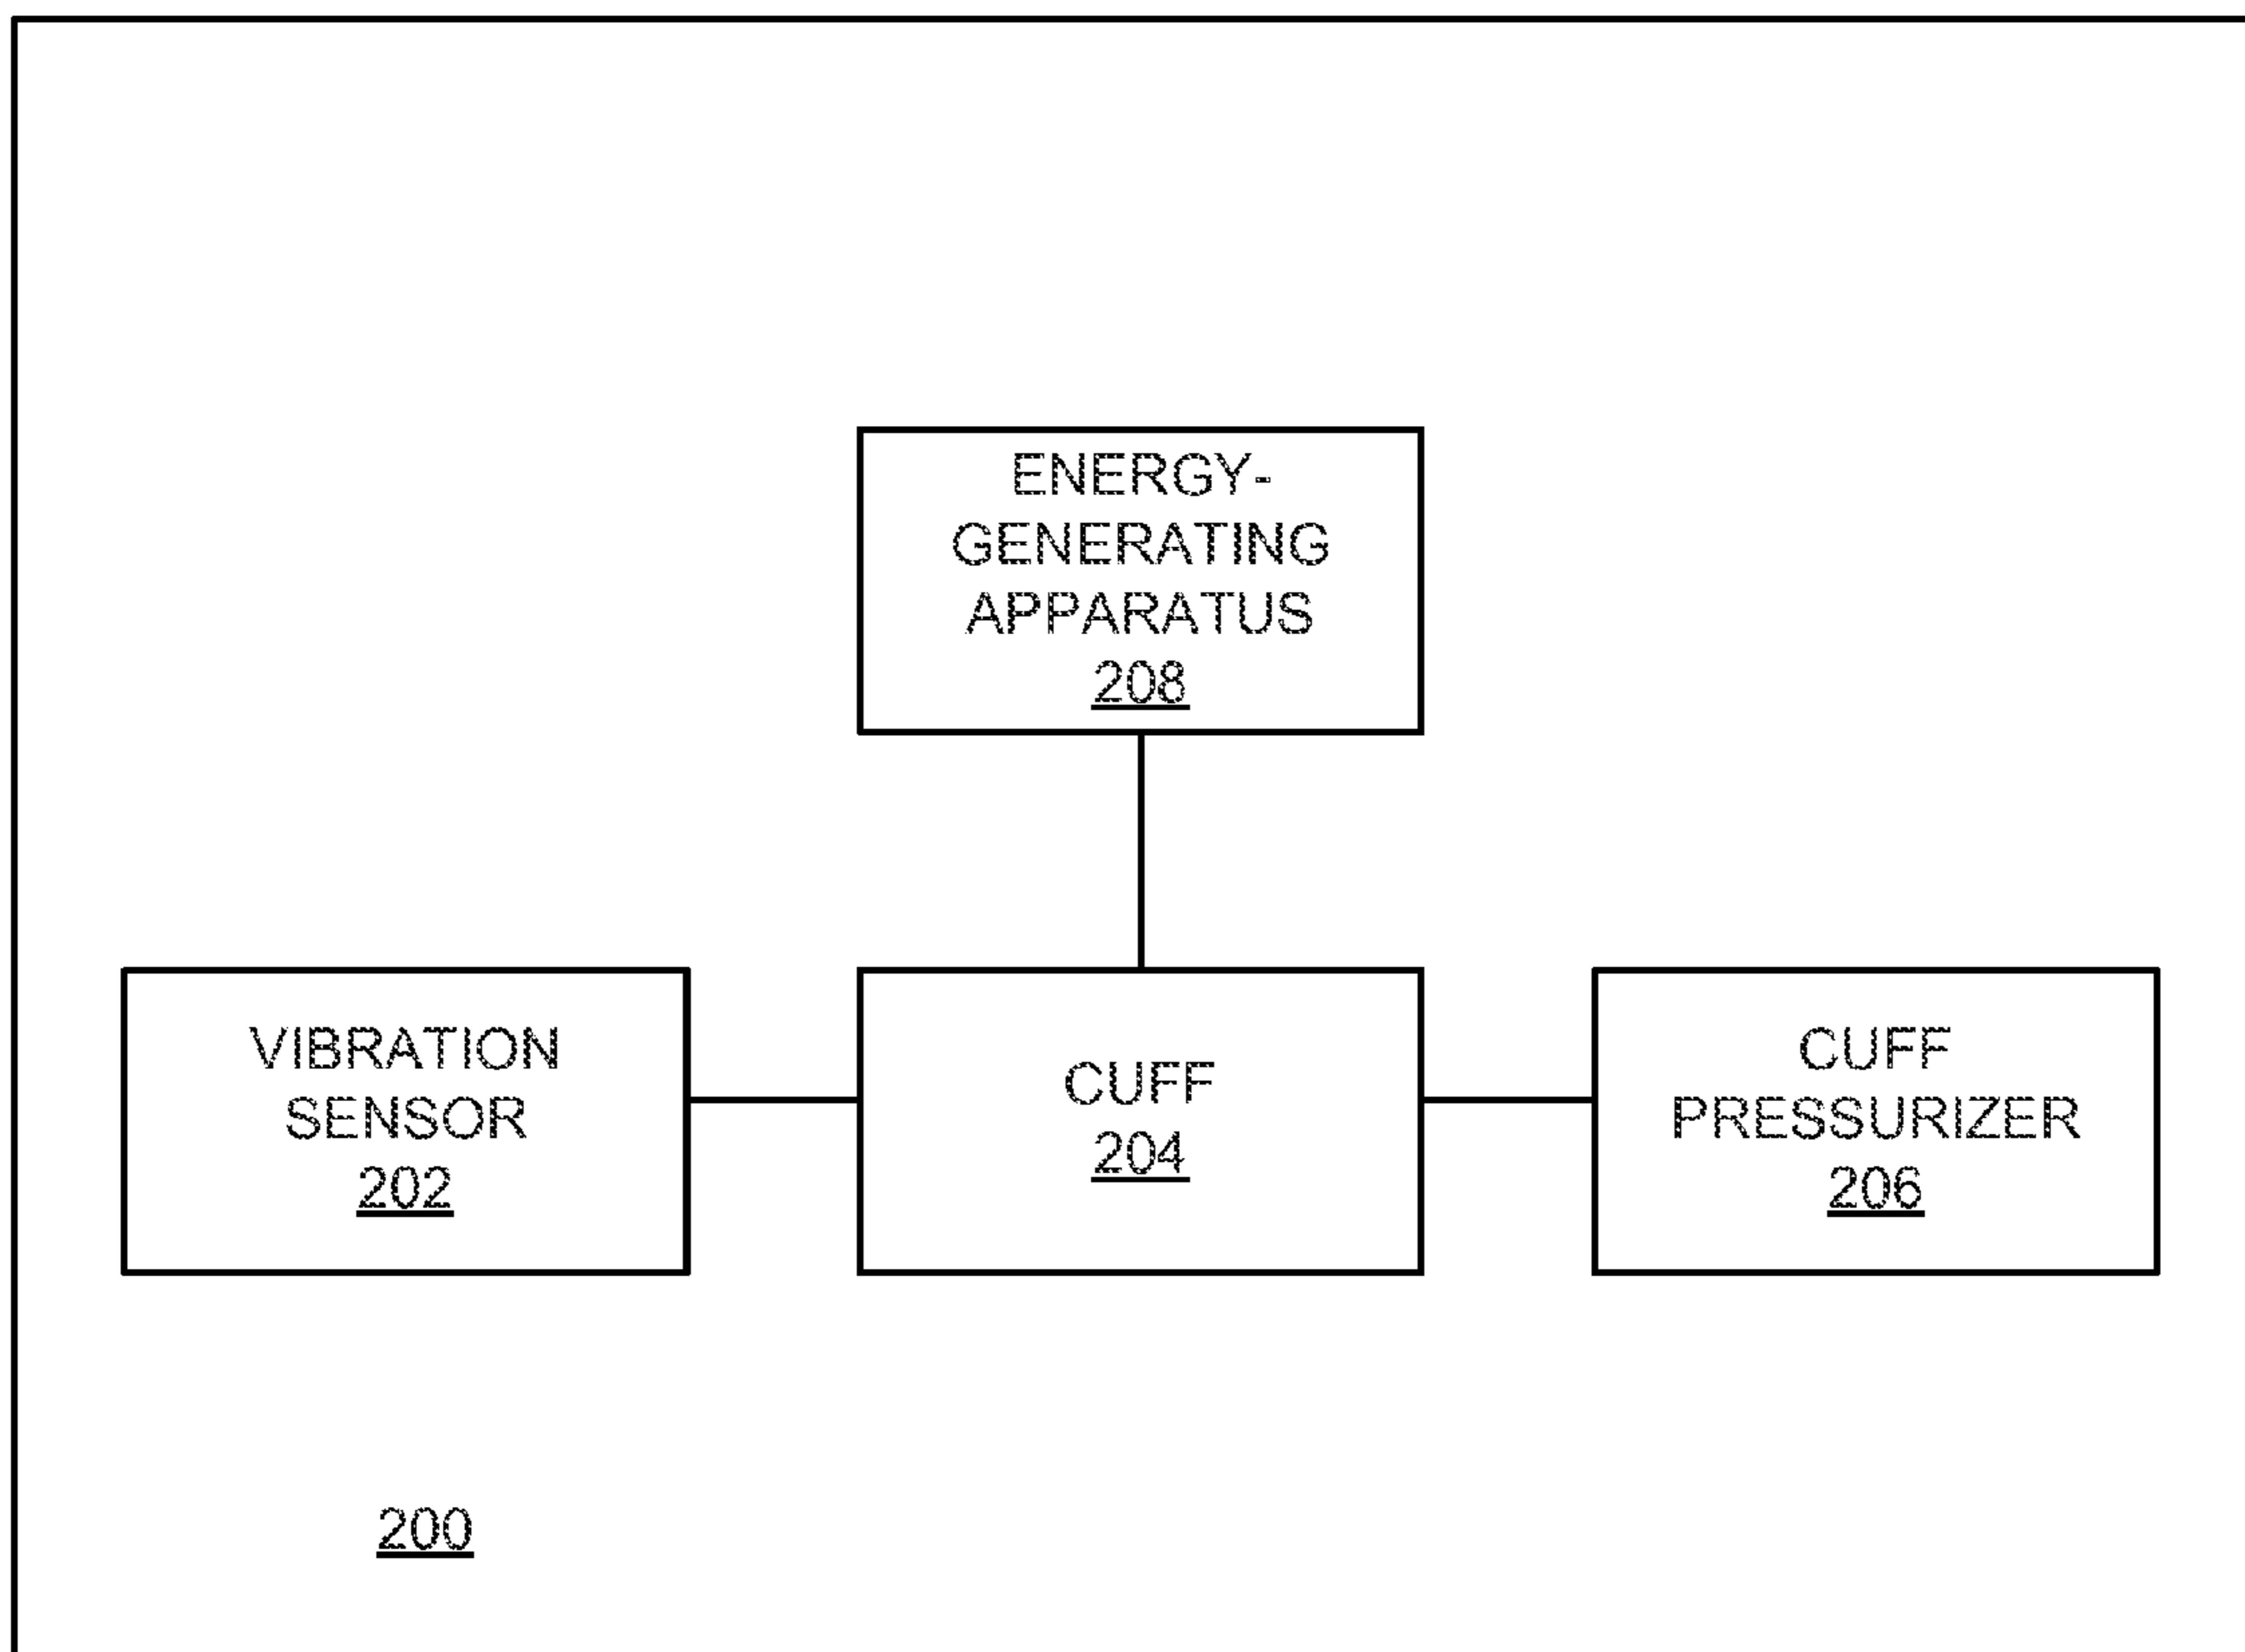 ENERGY-
GENERATING
APPARATUS
208
VIBRATION
SENSOR
202
CUFF
204
CUFF
PRESSURIZER
206
200